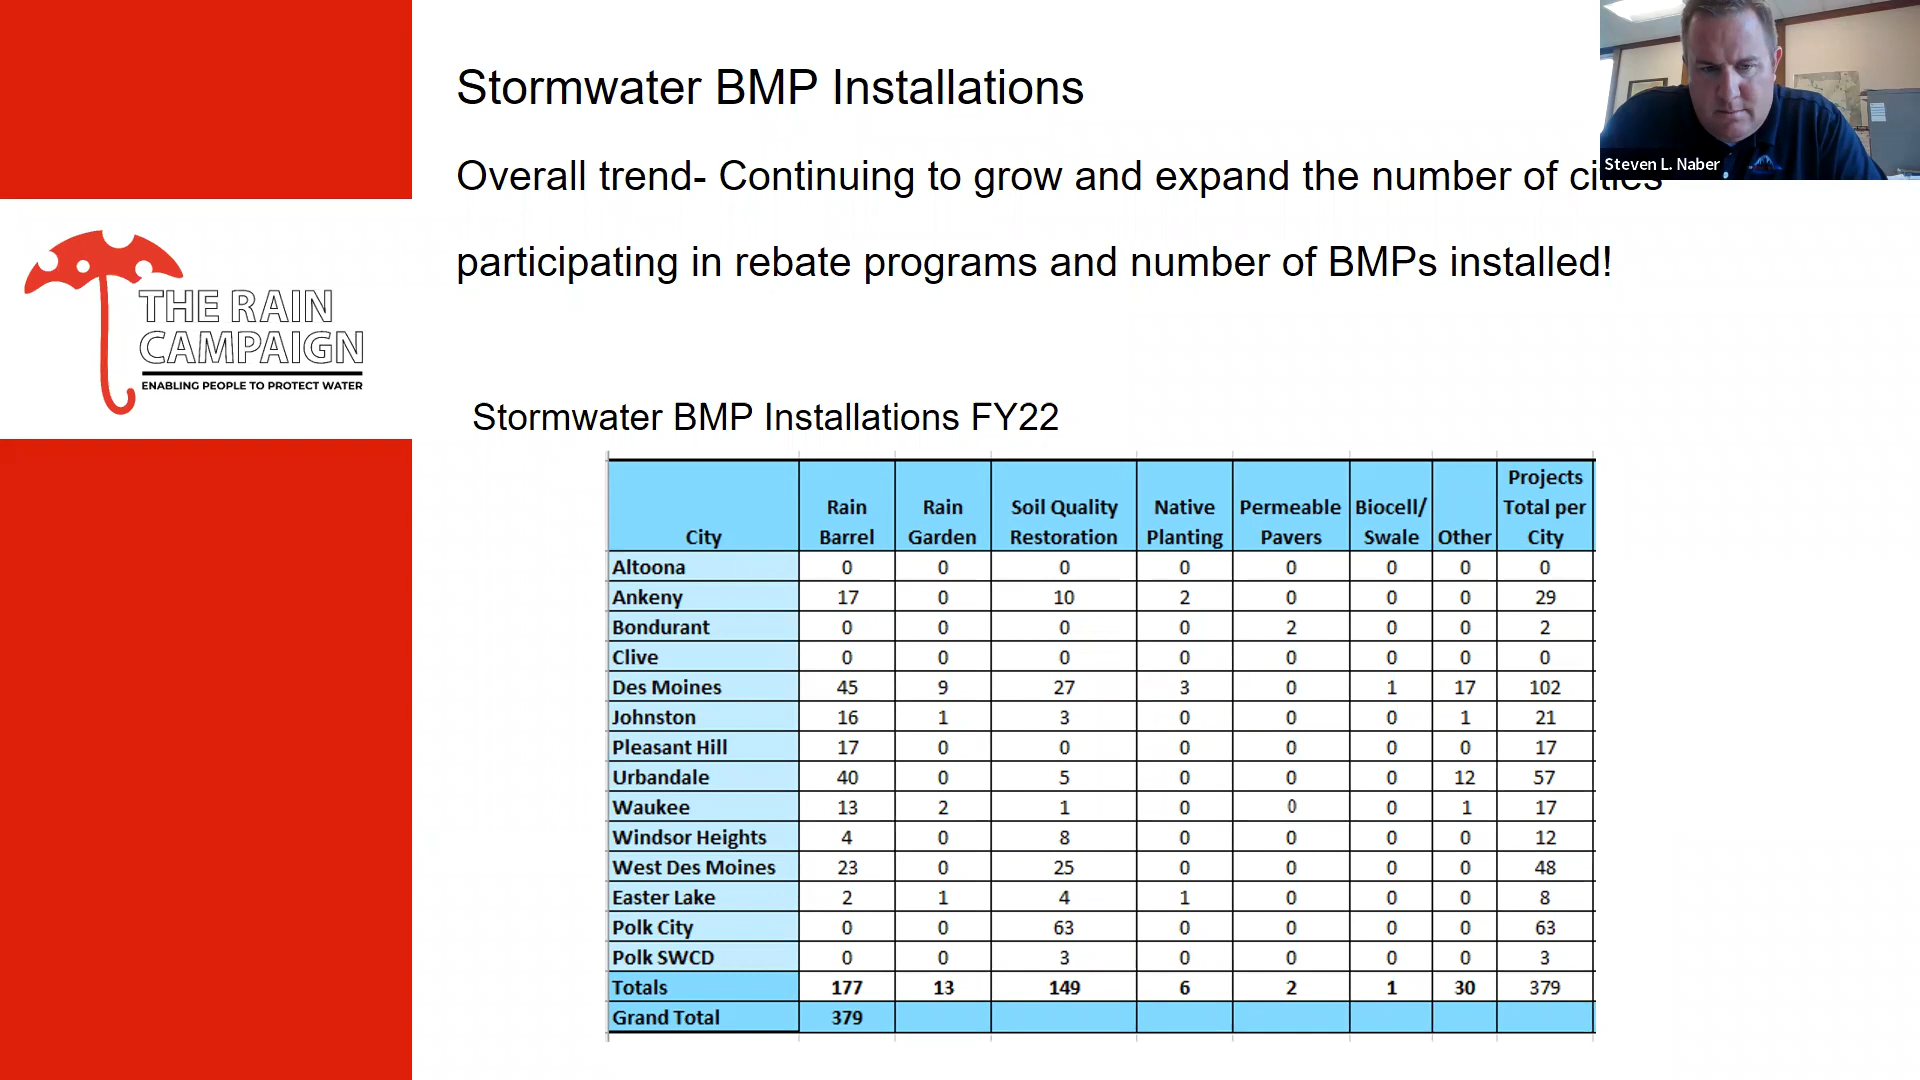 Stormwater BMP Installations
Overall trend- Continuing to grow and expand the number of cities
participating in rebate programs and number of BMPs installed!
Steven L. Naber
THE RAIN
CAMPAIGN
ENABLING PEOPLE TO PROTECT WATER
Stormwater BMP Installations FY22
City Rain Barrel Rain Garden Soil Quality Restoration Native Planting Permeable Pavers Biocell/ Swale Other Projects Total per City
Altoona 0 0 0 0 0 0 0 0
Ankeny 17 0 10 2 0 0 0 29
Bondurant 0 0 0 0 2 0 0 2
Clive 0 0 0 0 0 0 0 0
Des Moines 45 9 27 3 0 1 17 102
Johnston 16 1 3 0 0 0 1 21
Pleasant Hill 17 0 0 0 0 0 0 17
Urbandale 40 0 5 0 0 0 12 57
Waukee 13 2 1 0 0 0 1 17
Windsor Heights 4 0 8 0 0 0 0 12
West Des Moines 23 0 25 0 0 0 0 48
Easter Lake 2 1 4 1 0 0 0 8
Polk City 0 0 63 0 0 0 0 63
Polk SWCD 0 0 3 0 0 0 0 3
Totals 177 13 149 6 2 1 30 379
Grand Total 379